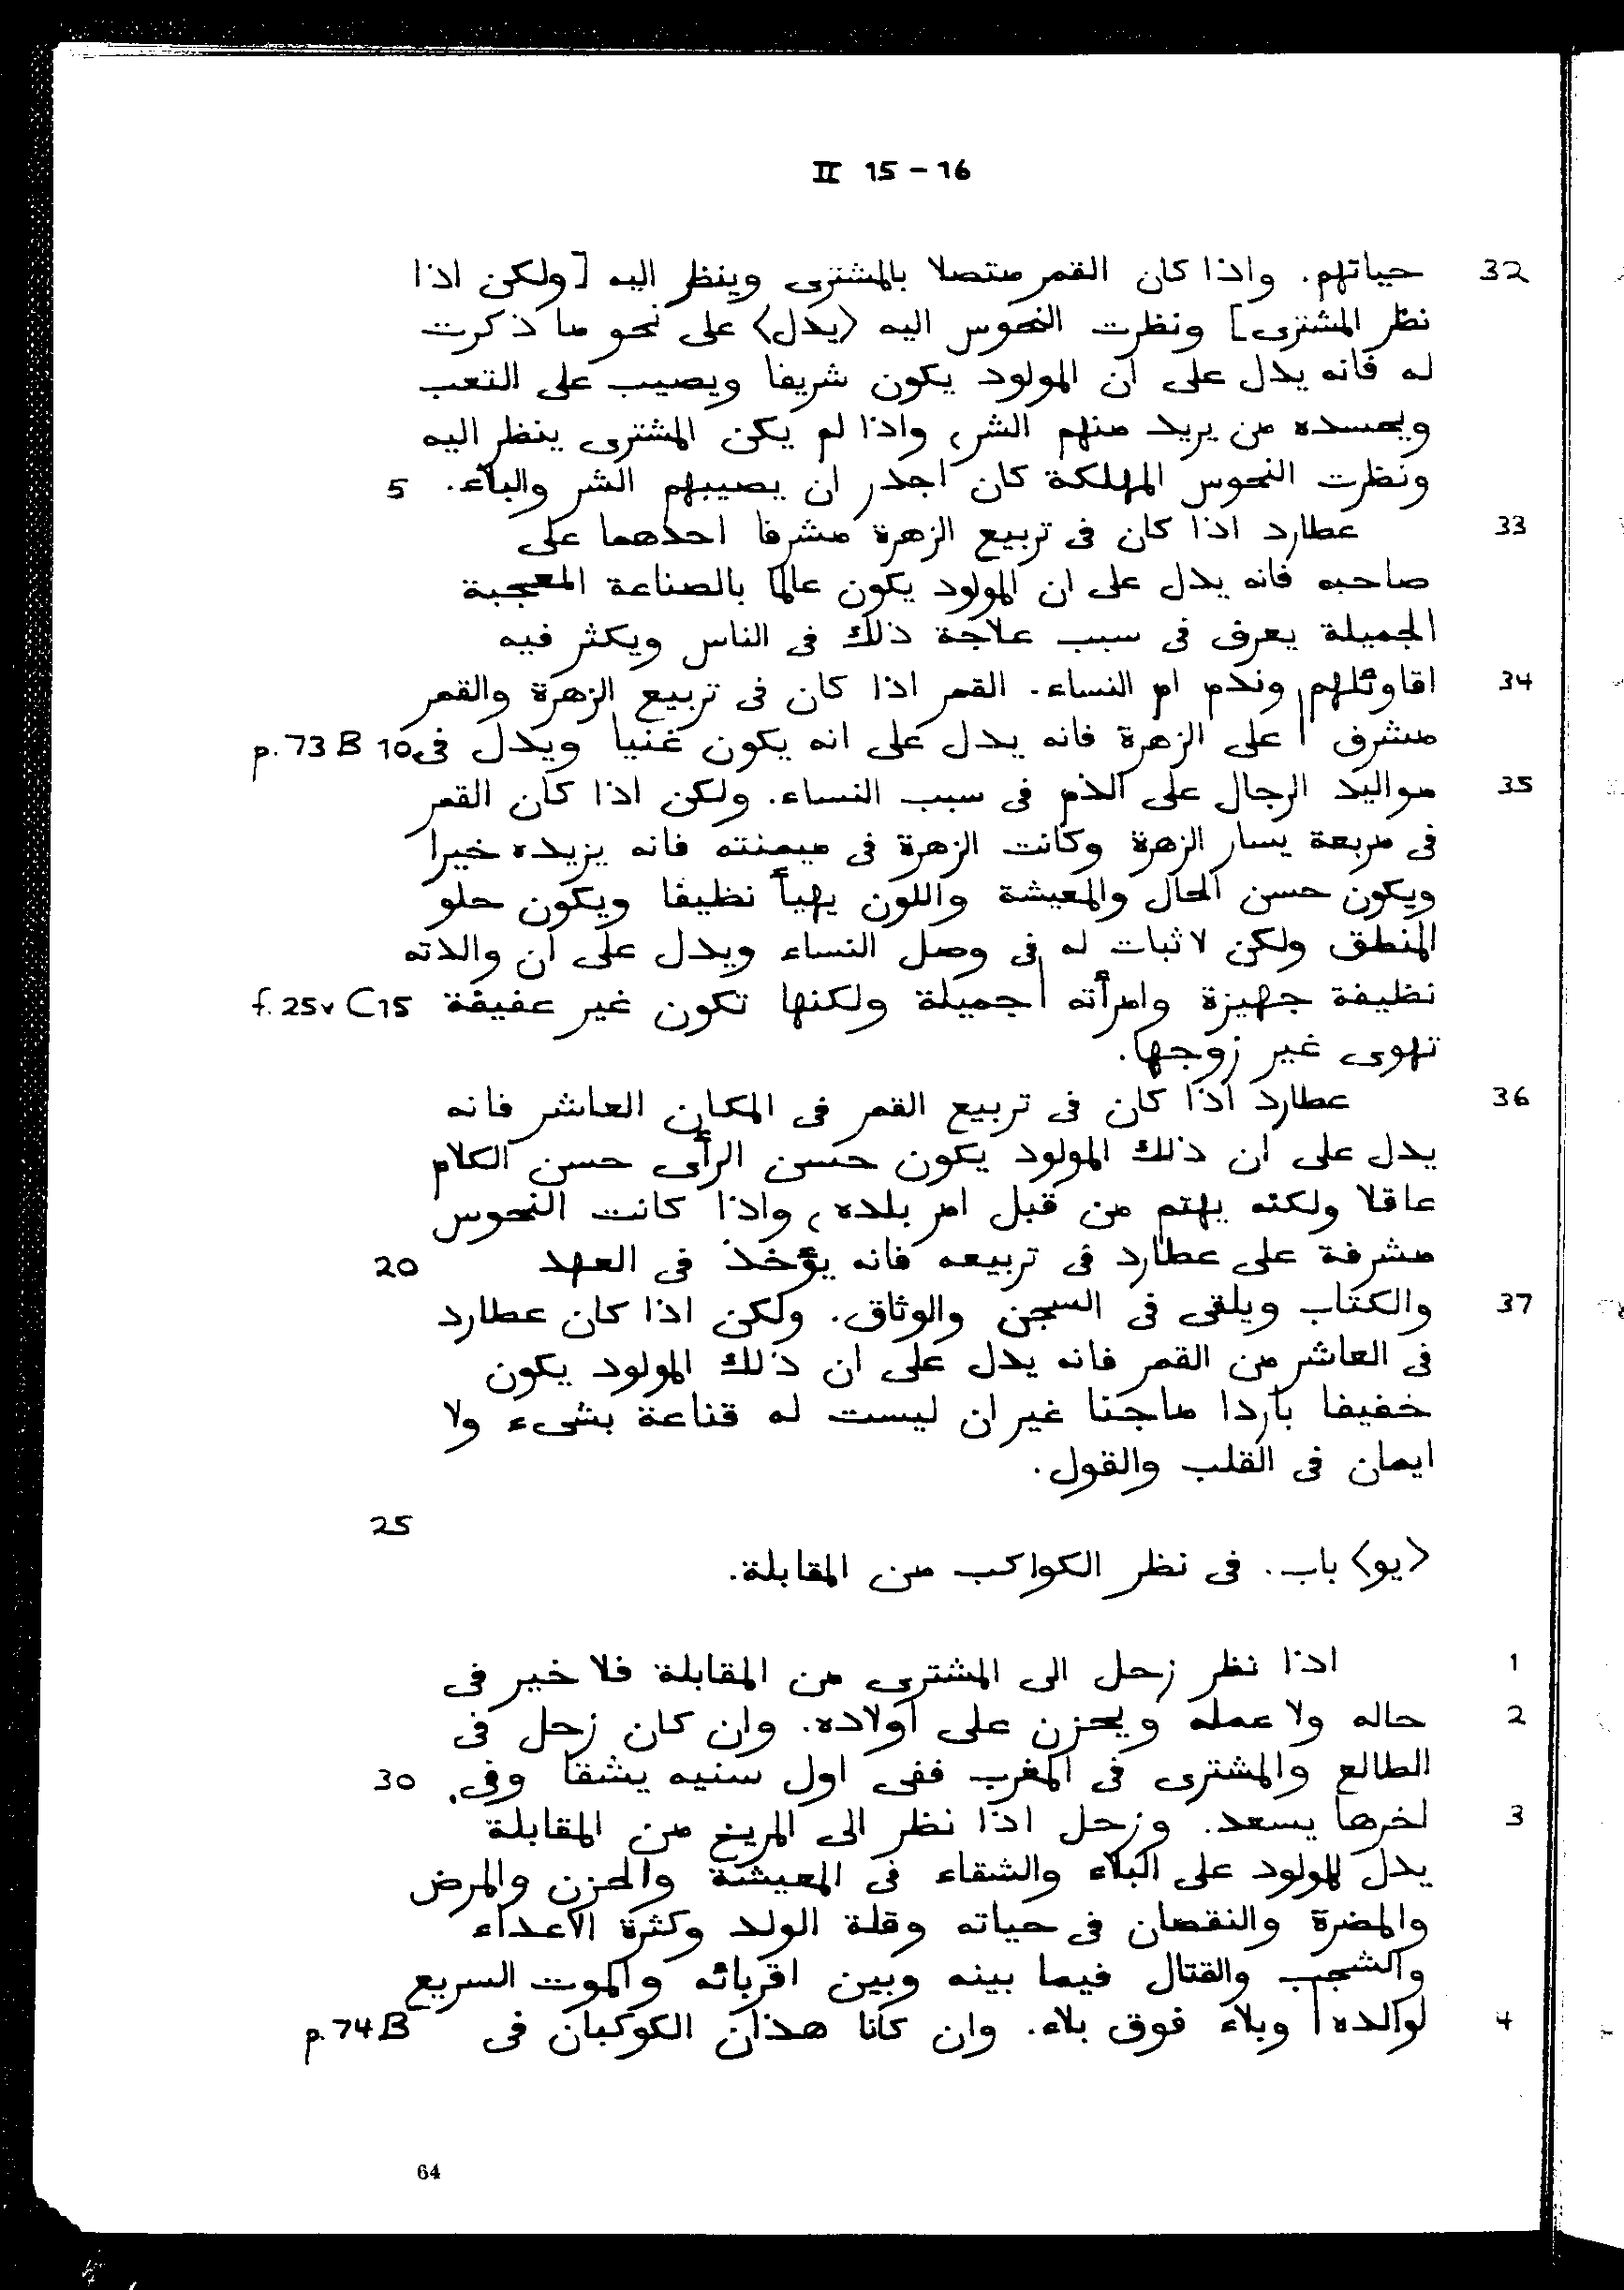 II 15 - 16
32 حياتهم. واذا كان القمر متصلا بالمشترى وينظر اليه [ولكن اذا
نظر المشترى] ونظرت النحوس اليه <يدل> على نحو ما ذكرت
له فانه يدل على ان المولود يكون شريفا ويصيب على التعب
ويحسده من يريد منهم الشر، واذا لم يكن المشترى ينظر اليه
ونظرت النحوس المهلكة كان اجدر ان يصيبهم الشر والبلاء. 5
33 عطارد اذا كان فى تربيع الزهرة مشرفا احدهما على
صاحبه فانه يدل على ان المولود يكون عالما بالصناعة المعجبة
الجميلة يعرف فى سبب علاجة ذلك فى الناس ويكثر فيه
34 اقاوئلهم وندم ام النساء. القمر اذا كان فى تربيع الزهرة والقمر
مشرف | على الزهرة فانه يدل على انه يكون غنيا ويدل فى 10 p. 73 B
35 مواليد الرجال على الذم فى سبب النساء. ولكن اذا كان القمر
فى مربعة يسار الزهرة وكانت الزهرة فى ميمنته فانه يزيده خيرا
ويكون حسن الحال والمعيشة واللون يهيأ نظيفا ويكون حلو
المنطق ولكن لا ثبات له فى وصل النساء ويدل على ان والدته
نظيفة جهيزة وامرأته | جميلة ولكنها تكون غير عفيفة 15 f. 25v C
تهوى غير زوجها.
36 عطارد اذا كان فى تربيع القمر فى المكان العاشر فانه
يدل على ان ذلك المولود يكون حسن الرأى حسن الكلام
عاقلا ولكنه يهتم من قبل امر بلده، واذا كانت النحوس
مشرفة على عطارد فى تربيعه فانه يؤخذ فى العهد 20
37 والكتاب ويلقى فى السجن والوثاق. ولكن اذا كان عطارد
فى العاشر من القمر فانه يدل على ان ذلك المولود يكون
خفيفا باردا ماجنا غير ان ليست له قناعة بشىء ولا
ايمان فى القلب والقول.
25
<يو> باب. فى نظر الكواكب من المقابلة.
1 اذا نظر زحل الى المشترى من المقابلة فلا خير فى
2 حاله ولا عمله ويحزن على اولاده. وان كان زحل فى
الطالع والمشترى فى المغرب ففى اول سنيه يشقا وفى 30
3 اخرها يسعد. وزحل اذا نظر الى المريخ من المقابلة
يدل للمولود على البلاء والشقاء فى المعيشة والحزن والمرض
والمضرة والنقصان فى حياته وقلة الولد وكثرة الاعداء
والشجب والقتال فيما بينه وبين اقربائه والموت السريع
4 لوالده | وبلاء فوق بلاء. وان كانا هذان الكوكبان فى p. 74 B
64